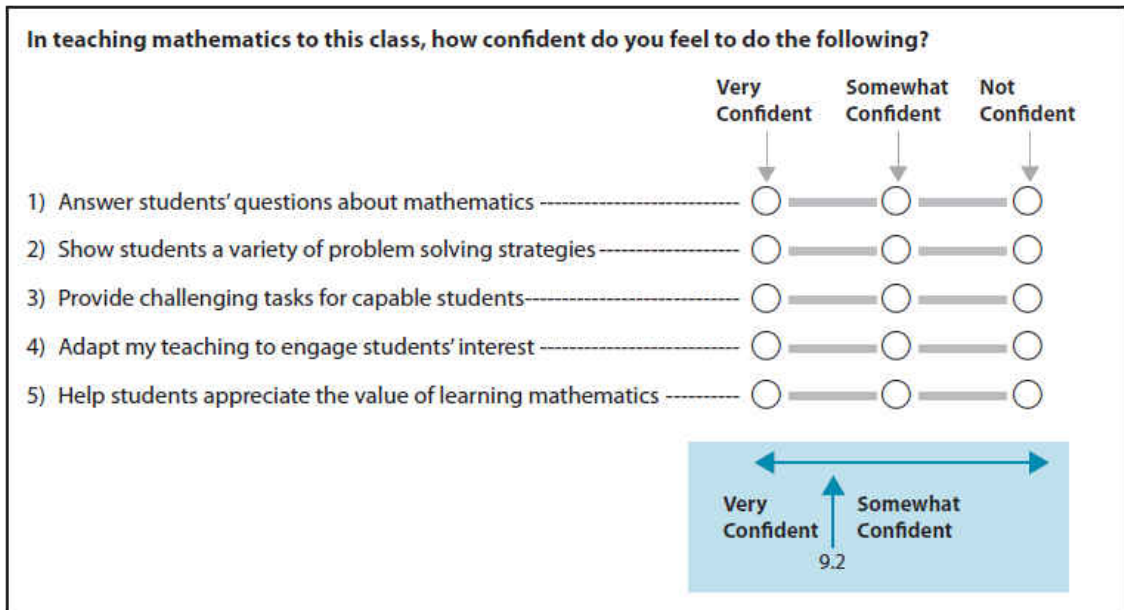 In teaching mathematics to this class, how confident do you feel to do the following?
Very Confident
Somewhat Confident
Not Confident
1) Answer students' questions about mathematics
2) Show students a variety of problem solving strategies
3) Provide challenging tasks for capable students
4) Adapt my teaching to engage students' interest
5) Help students appreciate the value of learning mathematics
Very Confident
Somewhat Confident
9.2